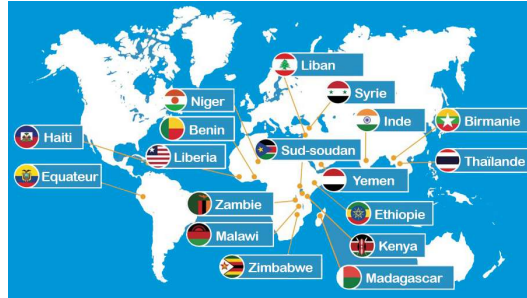 Liban
Syrie
Niger
Inde
Birmanie
Benin
Haiti
Liberia
Sud-soudan
Thaïlande
Equateur
Yemen
Zambie
Ethiopie
Malawi
Kenya
Zimbabwe
Madagascar